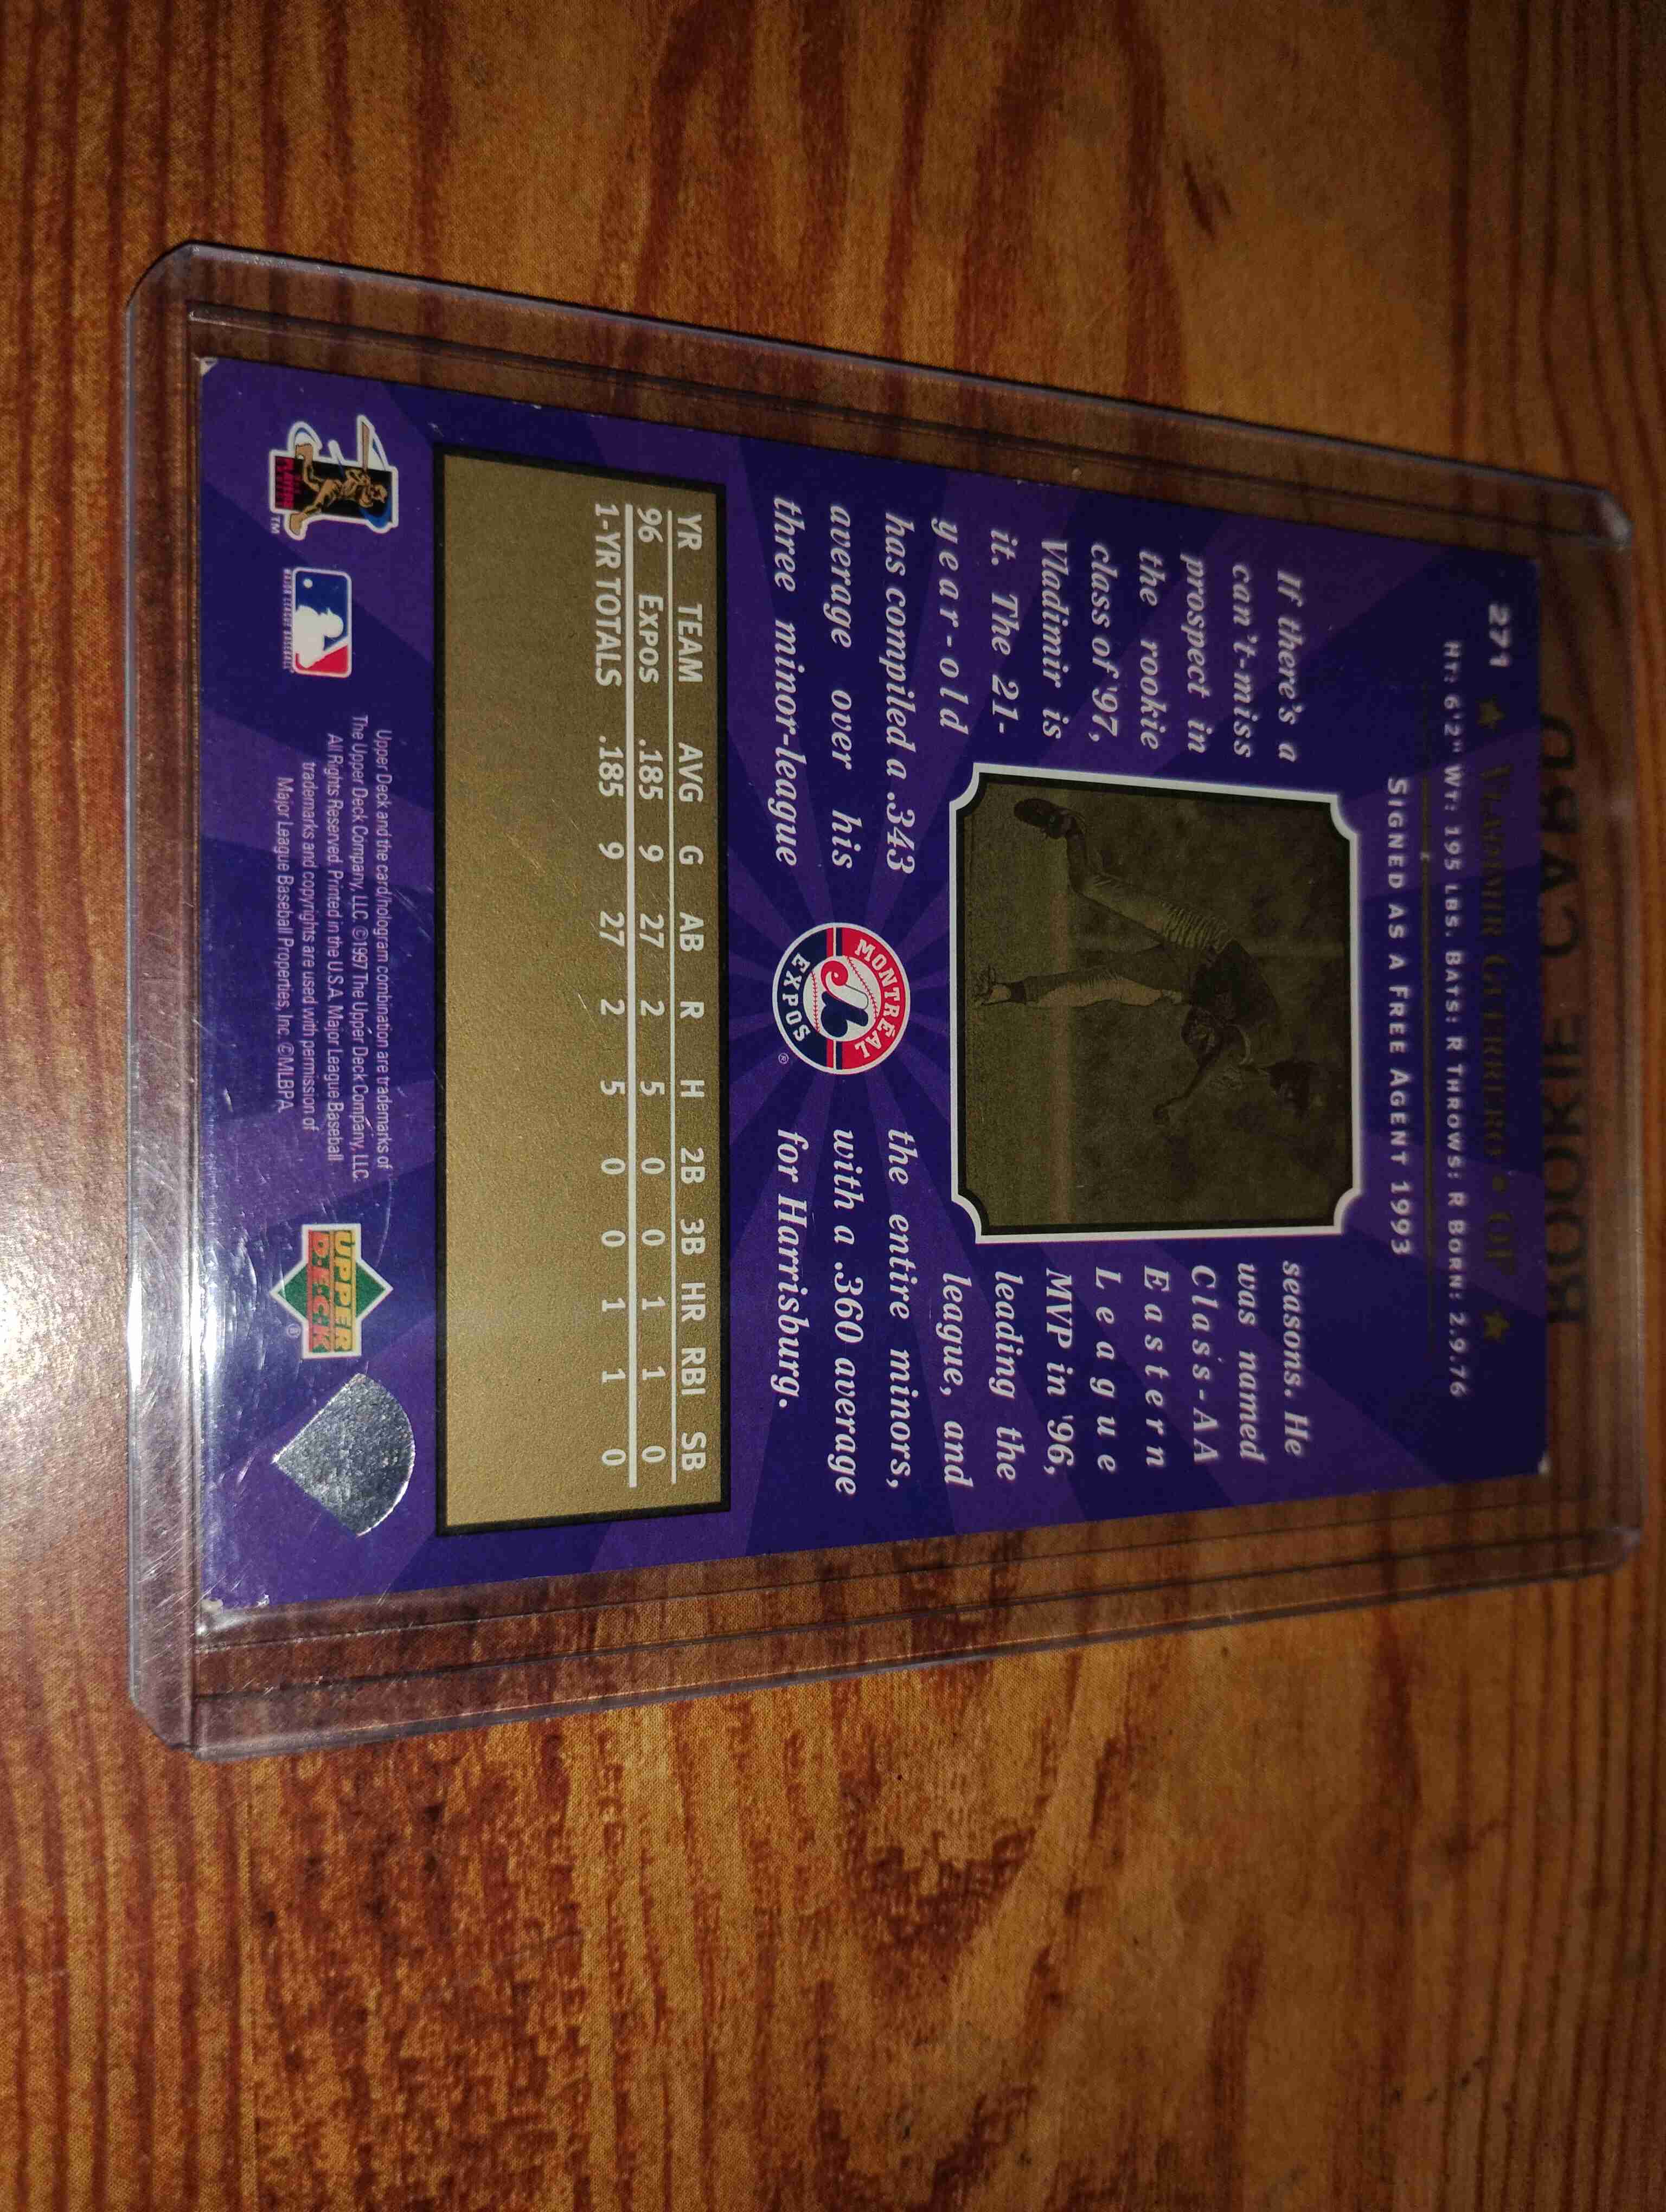 ROOKIE CARD
271 ★ VLADIMIR GUERRERO • OF ★
HT: 6'2" WT: 195 LBS. BATS: R THROWS: R BORN: 2.9.76
SIGNED AS A FREE AGENT 1993
If there's a
can't-miss
prospect in
the rookie
class of '97,
Vladimir is
it. The 21-
year-old
has compiled a .343
average over his
three minor-league
seasons. He
was named
Class-AA
Eastern
League
MVP in '96,
leading the
league, and
the entire minors,
with a .360 average
for Harrisburg.
MONTREAL
EXPOS
®
YR TEAM AVG G AB R H 2B 3B HR RBI SB
96 EXPOS .185 9 27 2 5 0 0 1 1 0
1-YR TOTALS .185 9 27 2 5 0 0 1 1 0
PLAYERS
TM
MAJOR LEAGUE BASEBALL
Upper Deck and the card/hologram combination are trademarks of
The Upper Deck Company, LLC. ©1997 The Upper Deck Company, LLC.
All Rights Reserved. Printed in the U.S.A. Major League Baseball
trademarks and copyrights are used with permission of
Major League Baseball Properties, Inc. ©MLBPA
UPPER
DECK
®